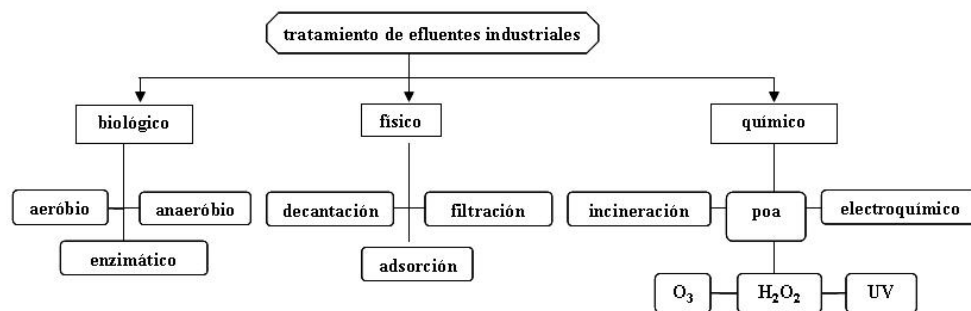 tratamiento de efluentes industriales
biológico
físico
químico
aeróbio
anaeróbio
decantación
filtración
incineración
poa
electroquímico
enzimático
adsorción
O₃
H₂O₂
UV